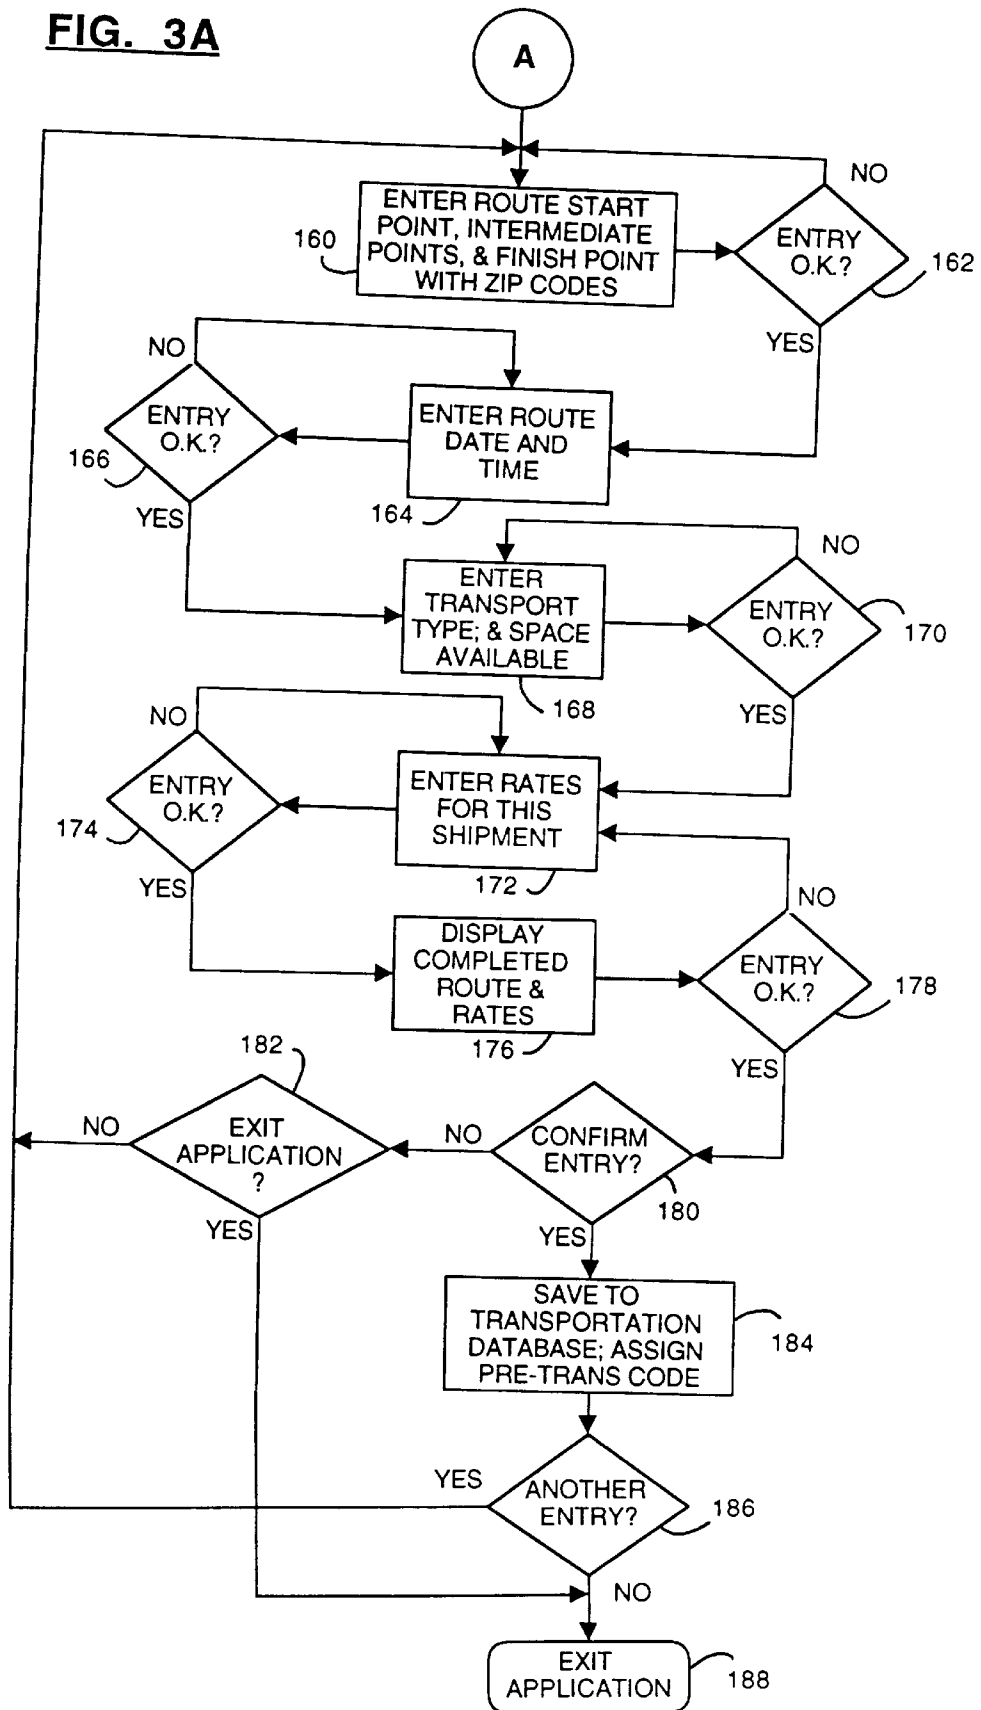 FIG. 3A
A
NO
ENTER ROUTE START
POINT, INTERMEDIATE
POINTS, & FINISH POINT
WITH ZIP CODES
160
ENTRY
O.K.?
162
YES
NO
ENTRY
O.K.?
166
YES
ENTER ROUTE
DATE AND
TIME
164
NO
ENTER
TRANSPORT
TYPE; & SPACE
AVAILABLE
168
ENTRY
O.K.?
170
YES
NO
ENTRY
O.K.?
174
YES
ENTER RATES
FOR THIS
SHIPMENT
172
NO
DISPLAY
COMPLETED
ROUTE &
RATES
176
ENTRY
O.K.?
178
YES
182
NO
EXIT
APPLICATION
?
YES
NO
CONFIRM
ENTRY?
180
YES
SAVE TO
TRANSPORTATION
DATABASE; ASSIGN
PRE-TRANS CODE
184
YES
ANOTHER
ENTRY?
186
NO
EXIT
APPLICATION
188